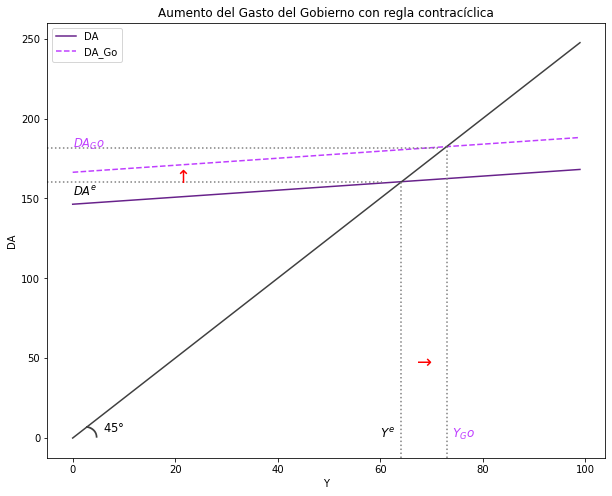 Aumento del Gasto del Gobierno con regla contracíclica
DA
DA_Go
250
200
150
100
50
0
DA
DA_Go
DA^e
↑
→
45°
Y^e
Y_Go
0
20
40
60
80
100
Y